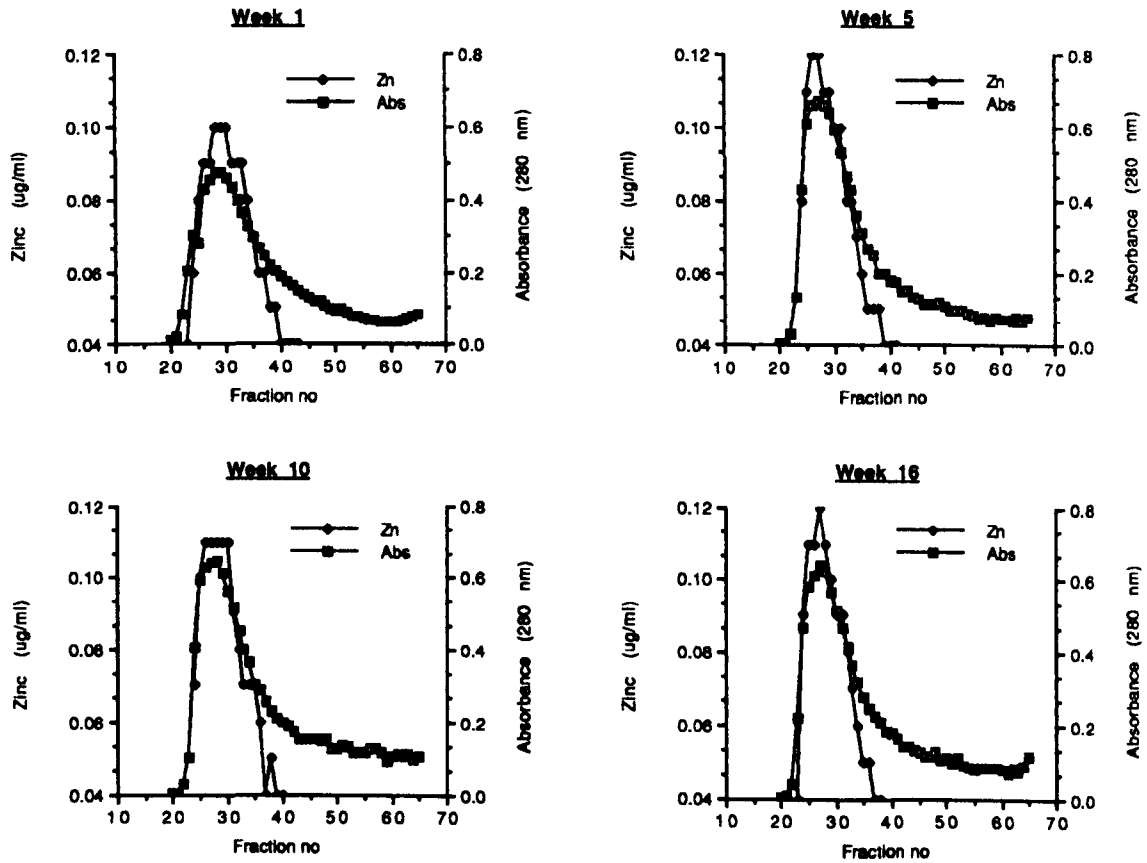 Week 1
0.12
0.10
0.08
0.06
0.04
Zinc (ug/ml)
Zn
Abs
0.8
0.6
0.4
0.2
0.0
Absorbance (280 nm)
10 20 30 40 50 60 70
Fraction no
Week 5
0.12
0.10
0.08
0.06
0.04
Zinc (ug/ml)
Zn
Abs
0.8
0.6
0.4
0.2
0.0
Absorbance (280 nm)
10 20 30 40 50 60 70
Fraction no
Week 10
0.12
0.10
0.08
0.06
0.04
Zinc (ug/ml)
Zn
Abs
0.8
0.6
0.4
0.2
0.0
Absorbance (280 nm)
10 20 30 40 50 60 70
Fraction no
Week 16
0.12
0.10
0.08
0.06
0.04
Zinc (ug/ml)
Zn
Abs
0.8
0.6
0.4
0.2
0.0
Absorbance (280 nm)
10 20 30 40 50 60 70
Fraction no